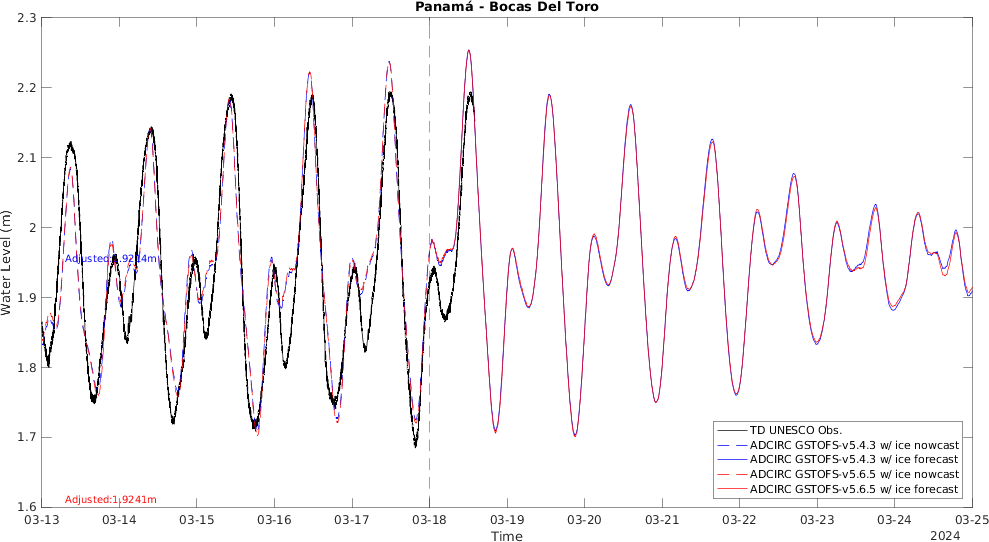 Panamá - Bocas Del Toro
Water Level (m)
2.3
2.2
2.1
2
1.9
1.8
1.7
1.6
Adjusted:1.9241m
TD UNESCO Obs.
ADCIRC GSTOFS-v5.4.3 w/ ice nowcast
ADCIRC GSTOFS-v5.4.3 w/ ice forecast
ADCIRC GSTOFS-v5.6.5 w/ ice nowcast
ADCIRC GSTOFS-v5.6.5 w/ ice forecast
03-13 03-14 03-15 03-16 03-17 03-18 03-19 03-20 03-21 03-22 03-23 03-24 03-25
Time
2024